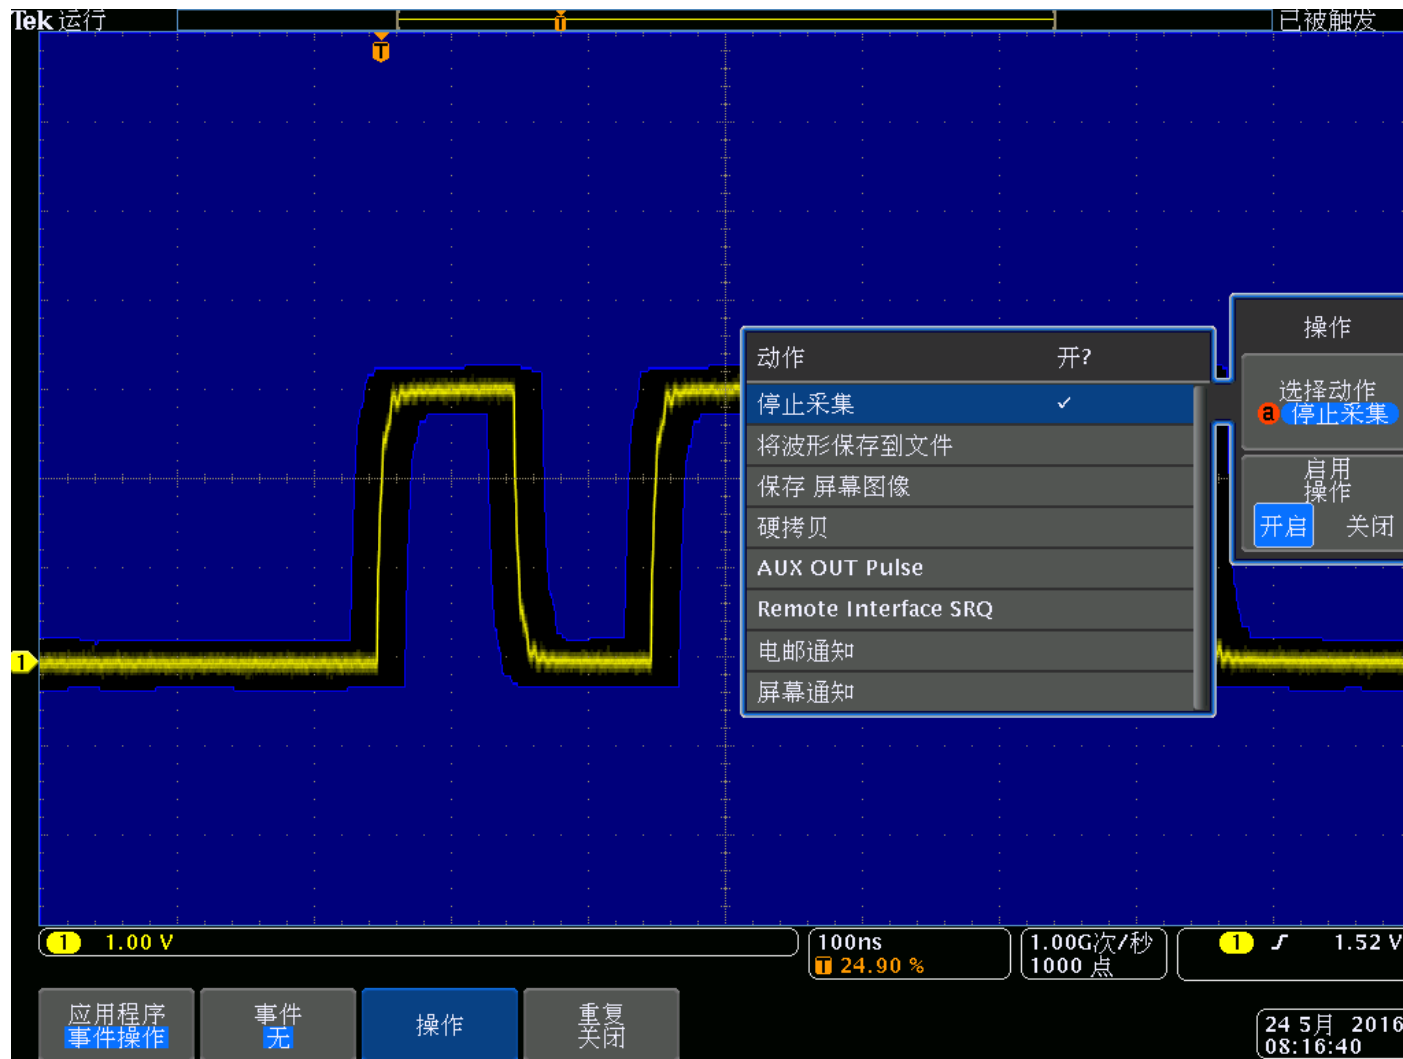 Tek 运行
已被触发
T
T
操作
动作 开?
选择动作
停止采集 ✓
a 停止采集
将波形保存到文件
启用
操作
保存 屏幕图像
开启 关闭
硬拷贝
AUX OUT Pulse
Remote Interface SRQ
电邮通知
1
屏幕通知
1 1.00 V
100ns
T 24.90 %
1.00G次/秒
1000 点
1 1.52 V
应用程序
事件操作
事件
无
操作
重复
关闭
24 5月 2016
08:16:40